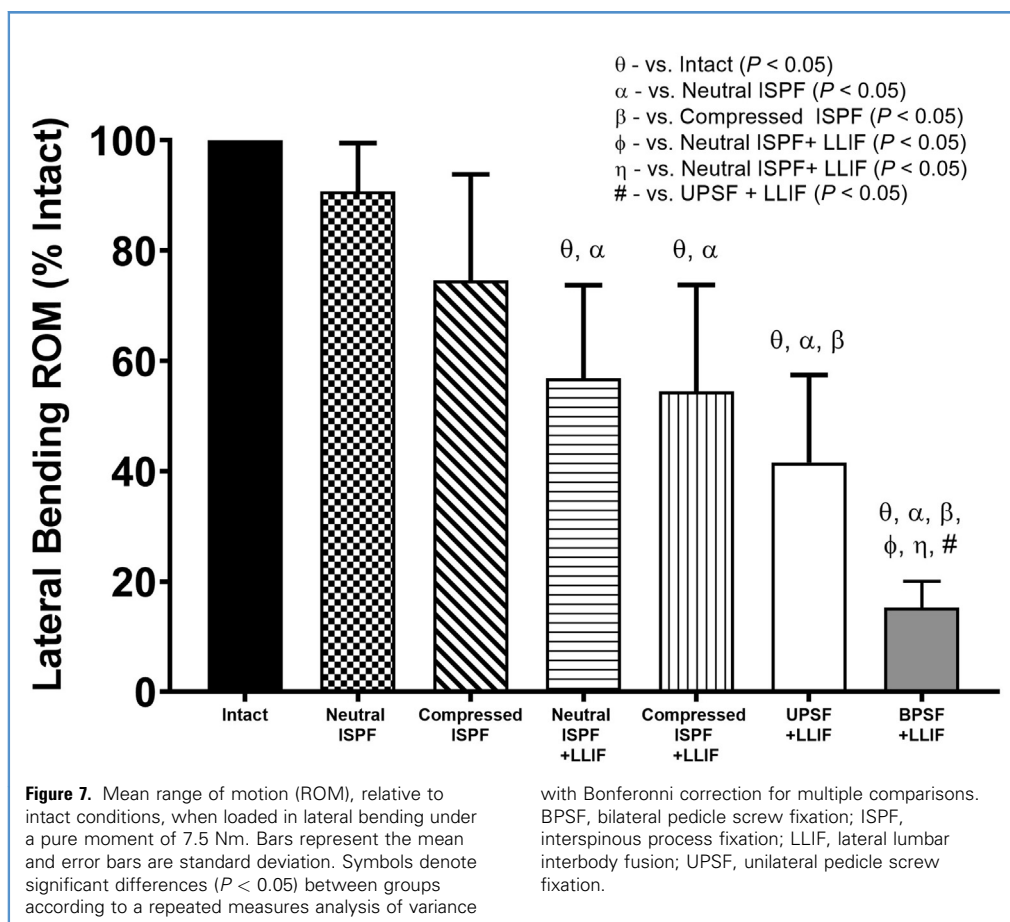 θ - vs. Intact (P < 0.05)
α - vs. Neutral ISPF (P < 0.05)
β - vs. Compressed ISPF (P < 0.05)
ϕ - vs. Neutral ISPF+ LLIF (P < 0.05)
η - vs. Neutral ISPF+ LLIF (P < 0.05)
# - vs. UPSF + LLIF (P < 0.05)
Lateral Bending ROM (% Intact)
100
80
60
40
20
0
θ, α
θ, α
θ, α, β
θ, α, β,
ϕ, η, #
Intact
Neutral
ISPF
Compressed
ISPF
Neutral
ISPF
+LLIF
Compressed
ISPF
+LLIF
UPSF
+LLIF
BPSF
+LLIF
Figure 7. Mean range of motion (ROM), relative to
intact conditions, when loaded in lateral bending under
a pure moment of 7.5 Nm. Bars represent the mean
and error bars are standard deviation. Symbols denote
significant differences (P < 0.05) between groups
according to a repeated measures analysis of variance
with Bonferonni correction for multiple comparisons.
BPSF, bilateral pedicle screw fixation; ISPF,
interspinous process fixation; LLIF, lateral lumbar
interbody fusion; UPSF, unilateral pedicle screw
fixation.